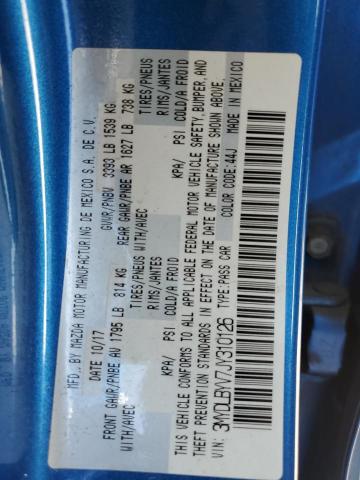 MFD. BY MAZDA MOTOR MANUFACTURING DE MEXICO S.A. DE C.V.
DATE 10/17 GVWR/PNBV 3393 LB 1539 KG
FRONT GAWR/PNBE AV 1795 LB 814 KG REAR GAWR/PNBE AR 1627 LB 738 KG
WITH/AVEC TIRES/PNEUS WITH/AVEC TIRES/PNEUS
RIMS/JANTES RIMS/JANTES
KPA/ PSI COLD/A FROID KPA/ PSI COLD/A FROID
THIS VEHICLE CONFORMS TO ALL APPLICABLE FEDERAL MOTOR VEHICLE SAFETY, BUMPER, AND
THEFT PREVENTION STANDARDS IN EFFECT ON THE DATE OF MANUFACTURE SHOWN ABOVE.
VIN: 3MYDLBYV7JY310126 TYPE:PASS CAR COLOR CODE:44J MADE IN MEXICO